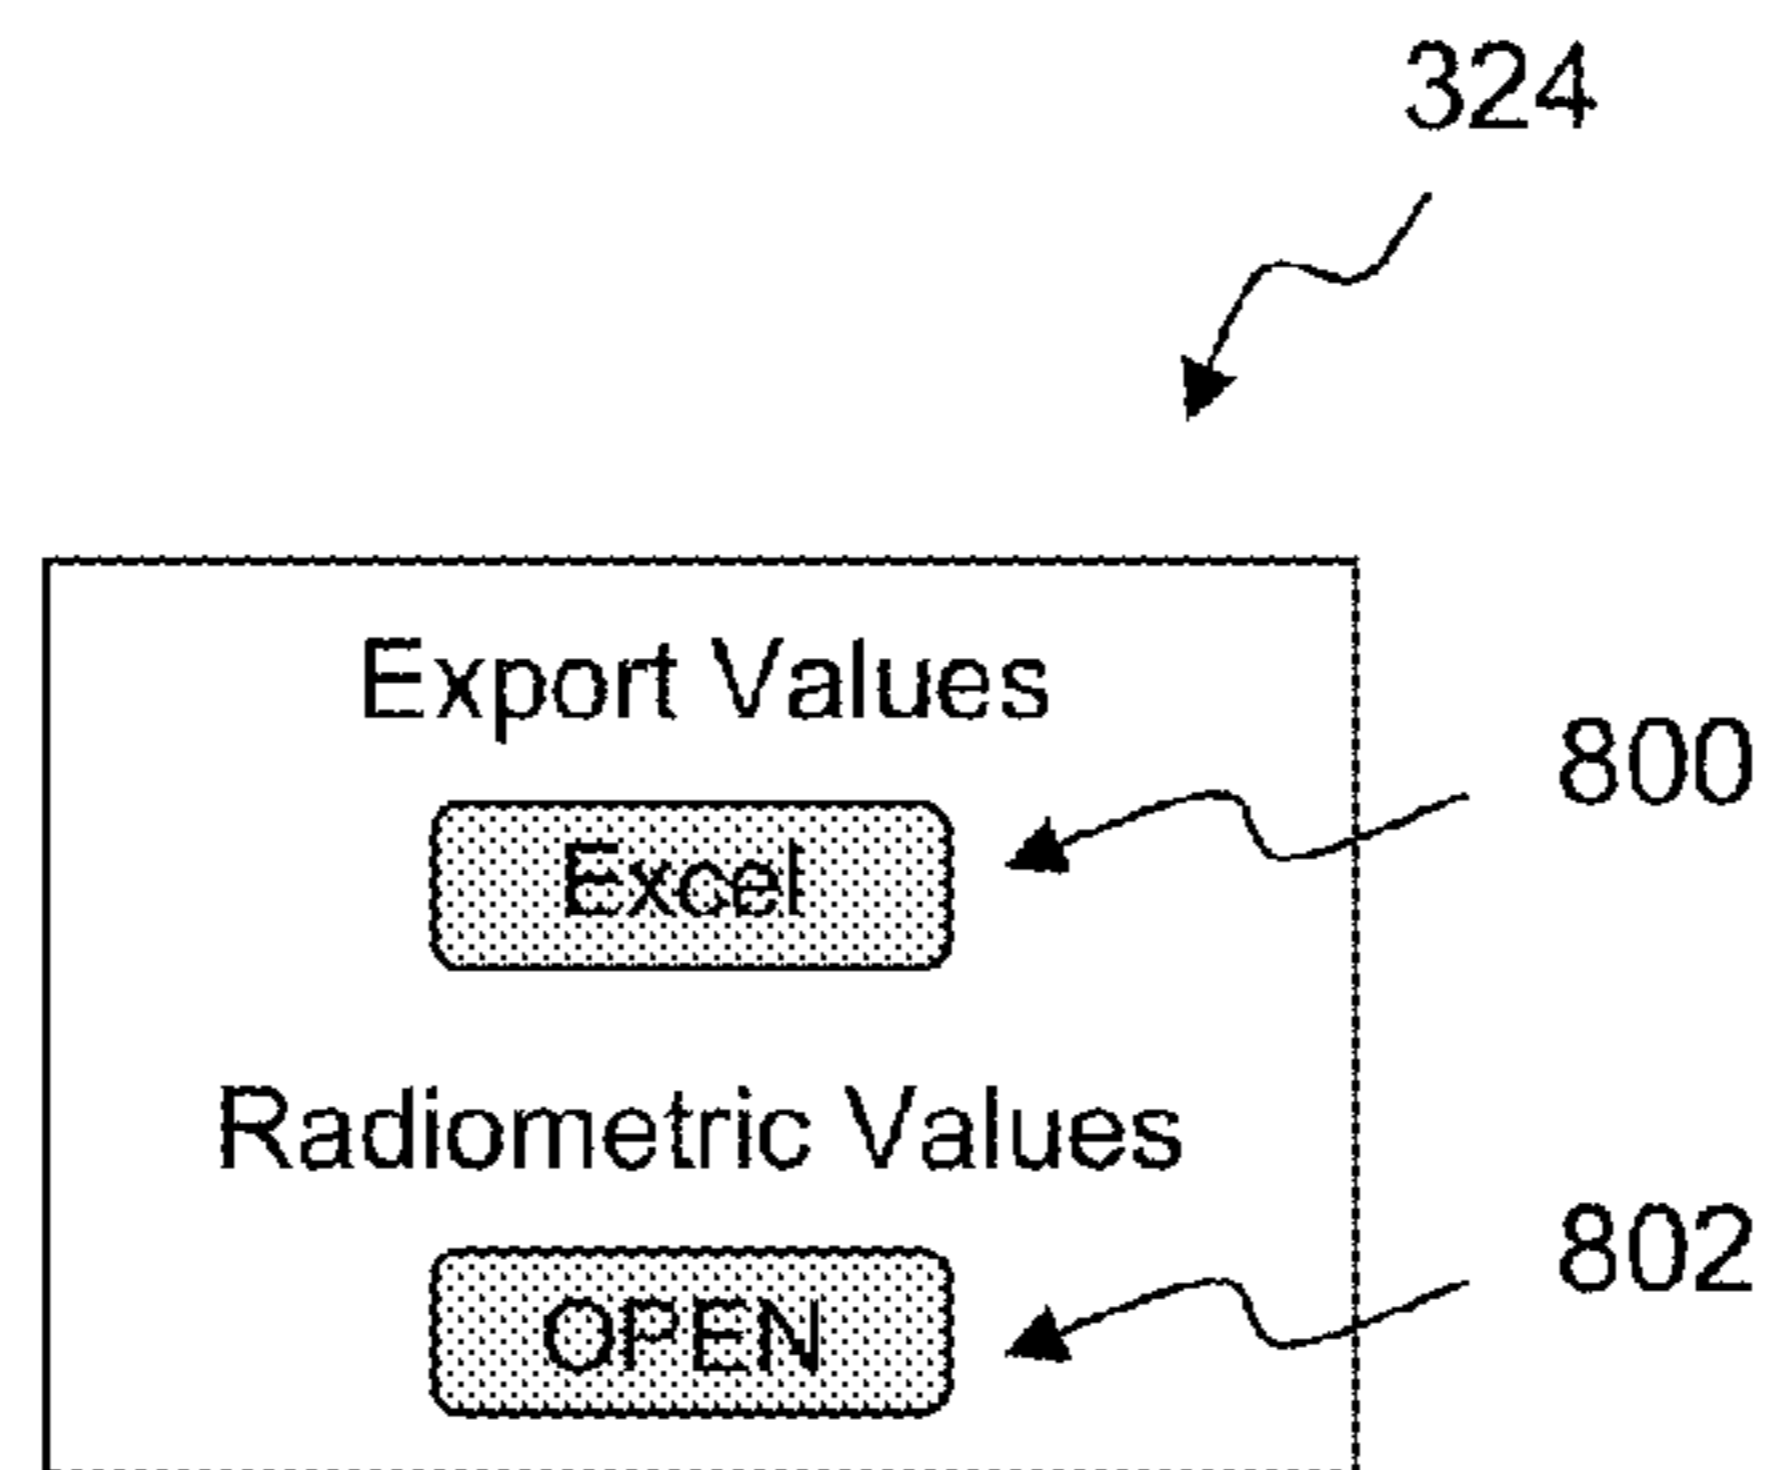 324
Export Values
800
Excel
Radiometric Values
802
OPEN